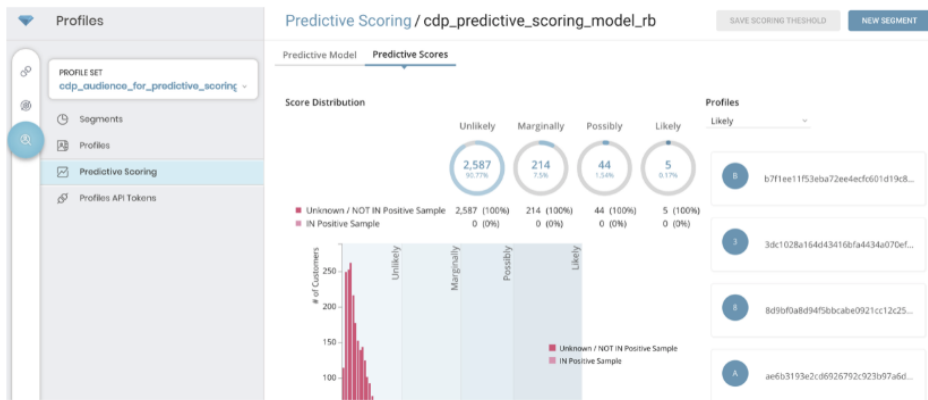 Profiles
Predictive Scoring / cdp_predictive_scoring_model_rb
SAVE SCORING THESHOLD
NEW SEGMENT
PROFILE SET
cdp_audience_for_predictive_scoring
Segments
Profiles
Predictive Scoring
Profiles API Tokens
Predictive Model
Predictive Scores
Score Distribution
Unlikely Marginally Possibly Likely
2,587 214 44 5
90.77% 7.5% 1.54% 0.17%
Unknown / NOT IN Positive Sample 2,587 (100%) 214 (100%) 44 (100%) 5 (100%)
IN Positive Sample 0 (0%) 0 (0%) 0 (0%) 0 (0%)
# of Customers
250
200
150
100
Unlikely
Marginally
Possibly
Likely
Unknown / NOT IN Positive Sample
IN Positive Sample
Profiles
Likely
B b7f1ee11f53eba72ee4ecfc601d19c8...
3 3dc1028a164d43416bfa4434a070ef...
8 8d9bf0a8d94f5bbcabe0921cc12c25...
A ae6b3193e2cd6926792c923b97a6d...